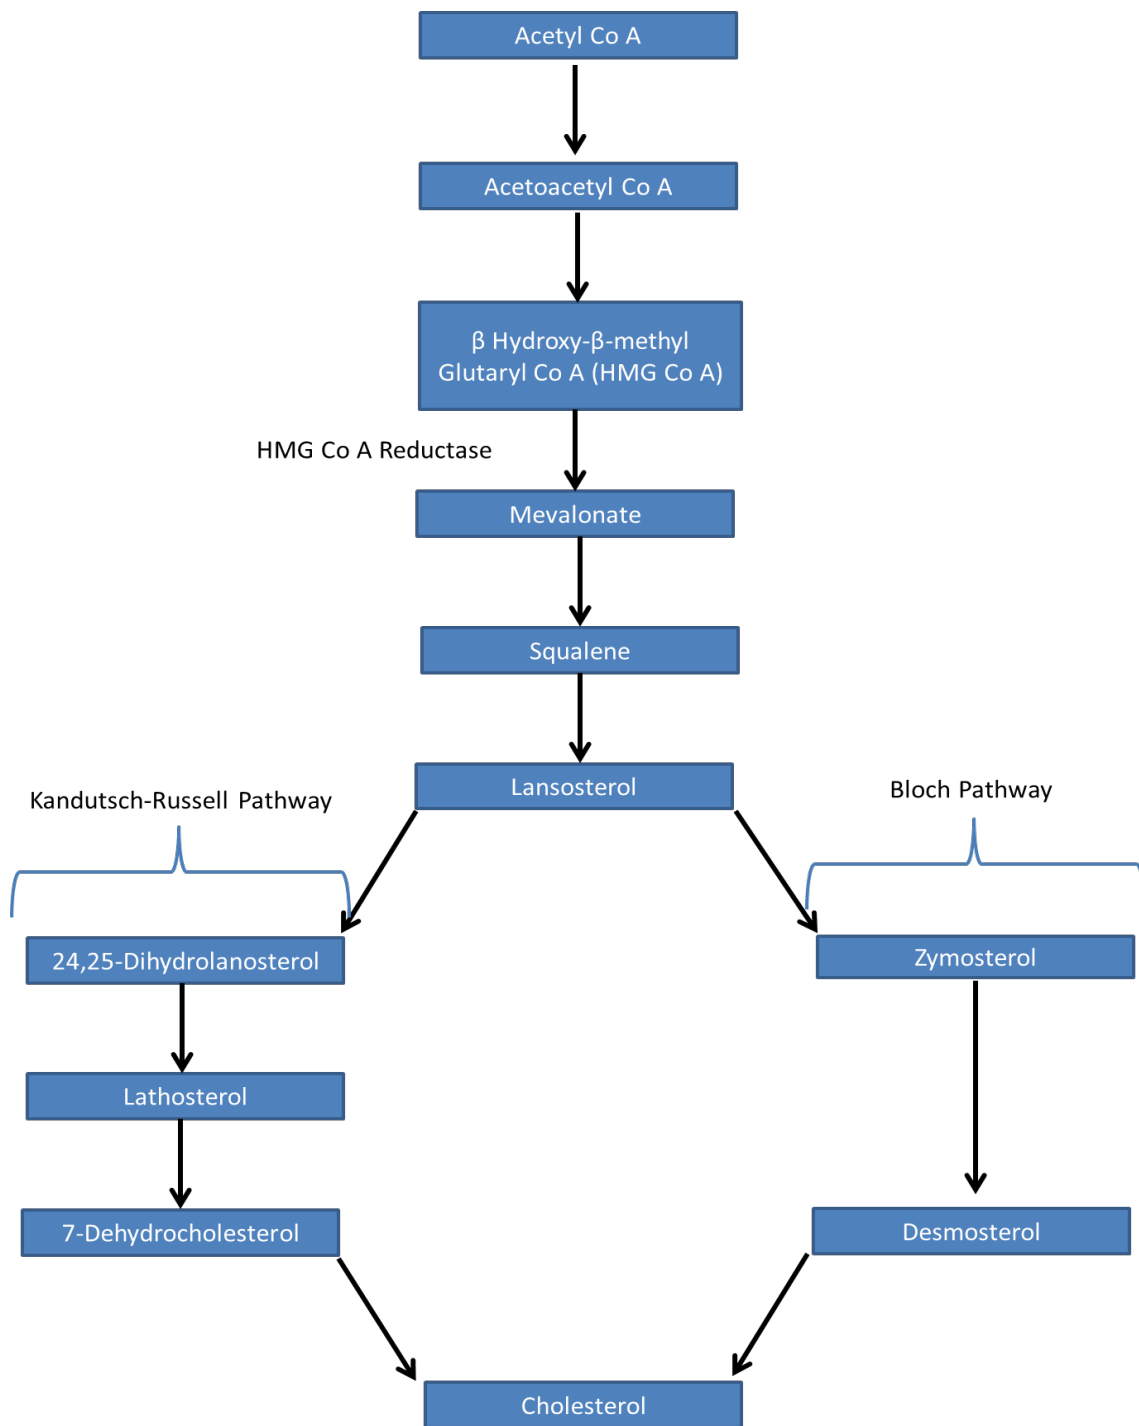 Acetyl Co A
Acetoacetyl Co A
β Hydroxy-β-methyl
Glutaryl Co A (HMG Co A)
HMG Co A Reductase
Mevalonate
Squalene
Lansosterol
Kandutsch-Russell Pathway
Bloch Pathway
24,25-Dihydrolanosterol
Zymosterol
Lathosterol
7-Dehydrocholesterol
Desmosterol
Cholesterol